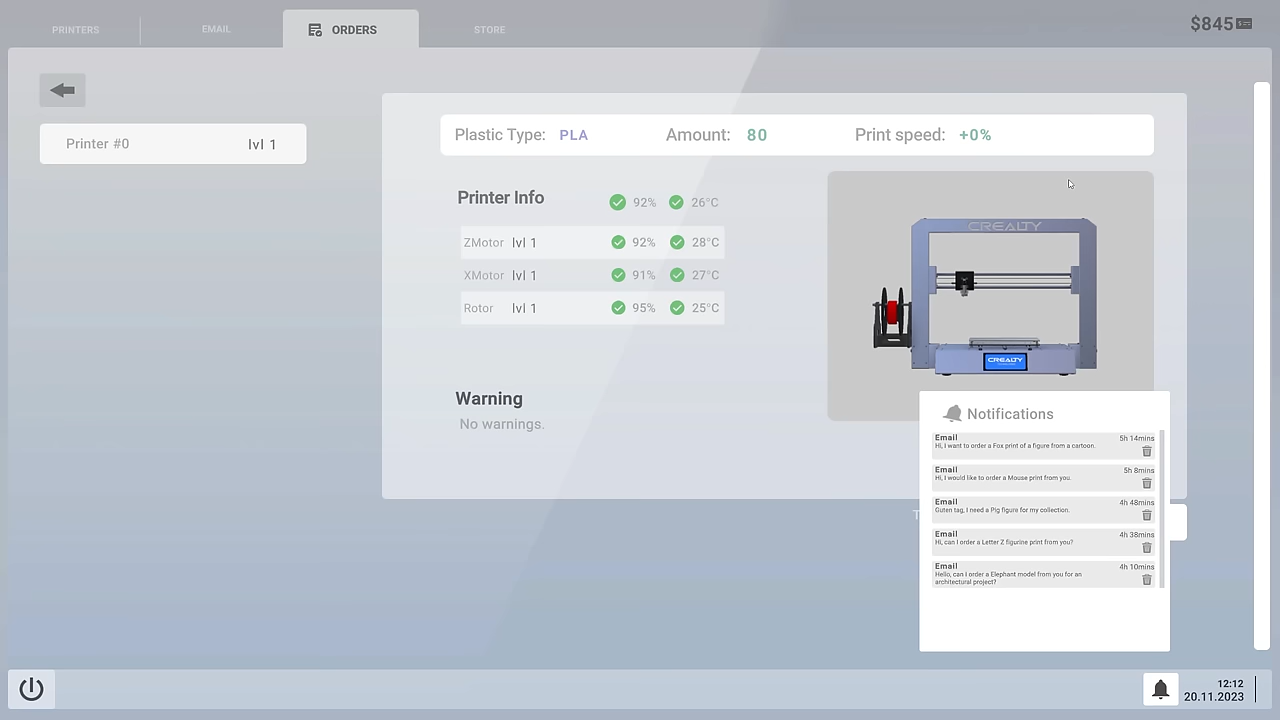 PRINTERS
EMAIL
ORDERS
STORE
$845
Printer #0 lvl 1
Plastic Type: PLA Amount: 80 Print speed: +0%
Printer Info 92% 26°C
ZMotor lvl 1 92% 28°C
XMotor lvl 1 91% 27°C
Rotor lvl 1 95% 25°C
Warning
No warnings.
CREALTY
CREALTY
Notifications
Email 5h 14mins
Hi, I want to order a Fox print of a figure from a cartoon.
Email 5h 8mins
Hi, I would like to order a Mouse print from you.
Email 4h 48mins
Guten tag, I need a Pig figure for my collection.
Email 4h 38mins
Hi, can I order a Letter Z figurine print from you?
Email 4h 10mins
Hello, can I order a Elephant model from you for an
architectural project?
T
12:12
20.11.2023